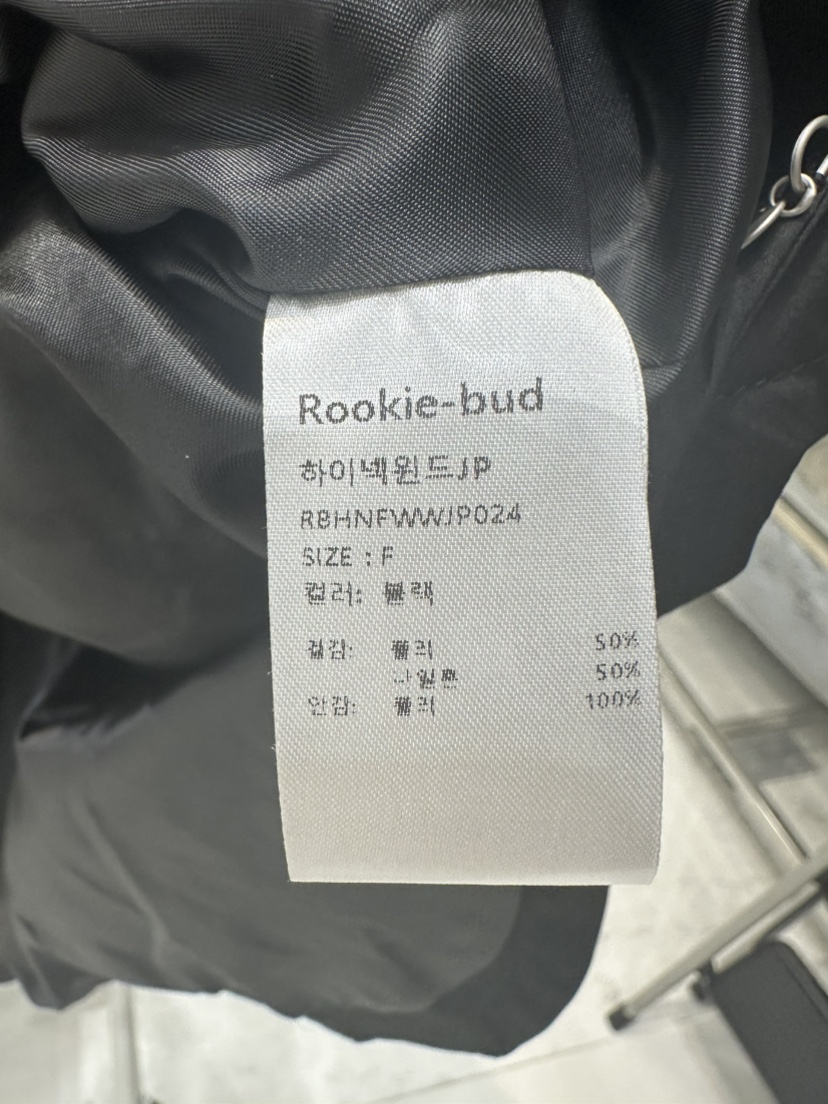 Rookie-bud
하이넥윈드JP
RBHNFWWJP024
SIZE : F
컬러: 블랙
겉감: 폴리 50%
나일론 50%
안감: 폴리 100%